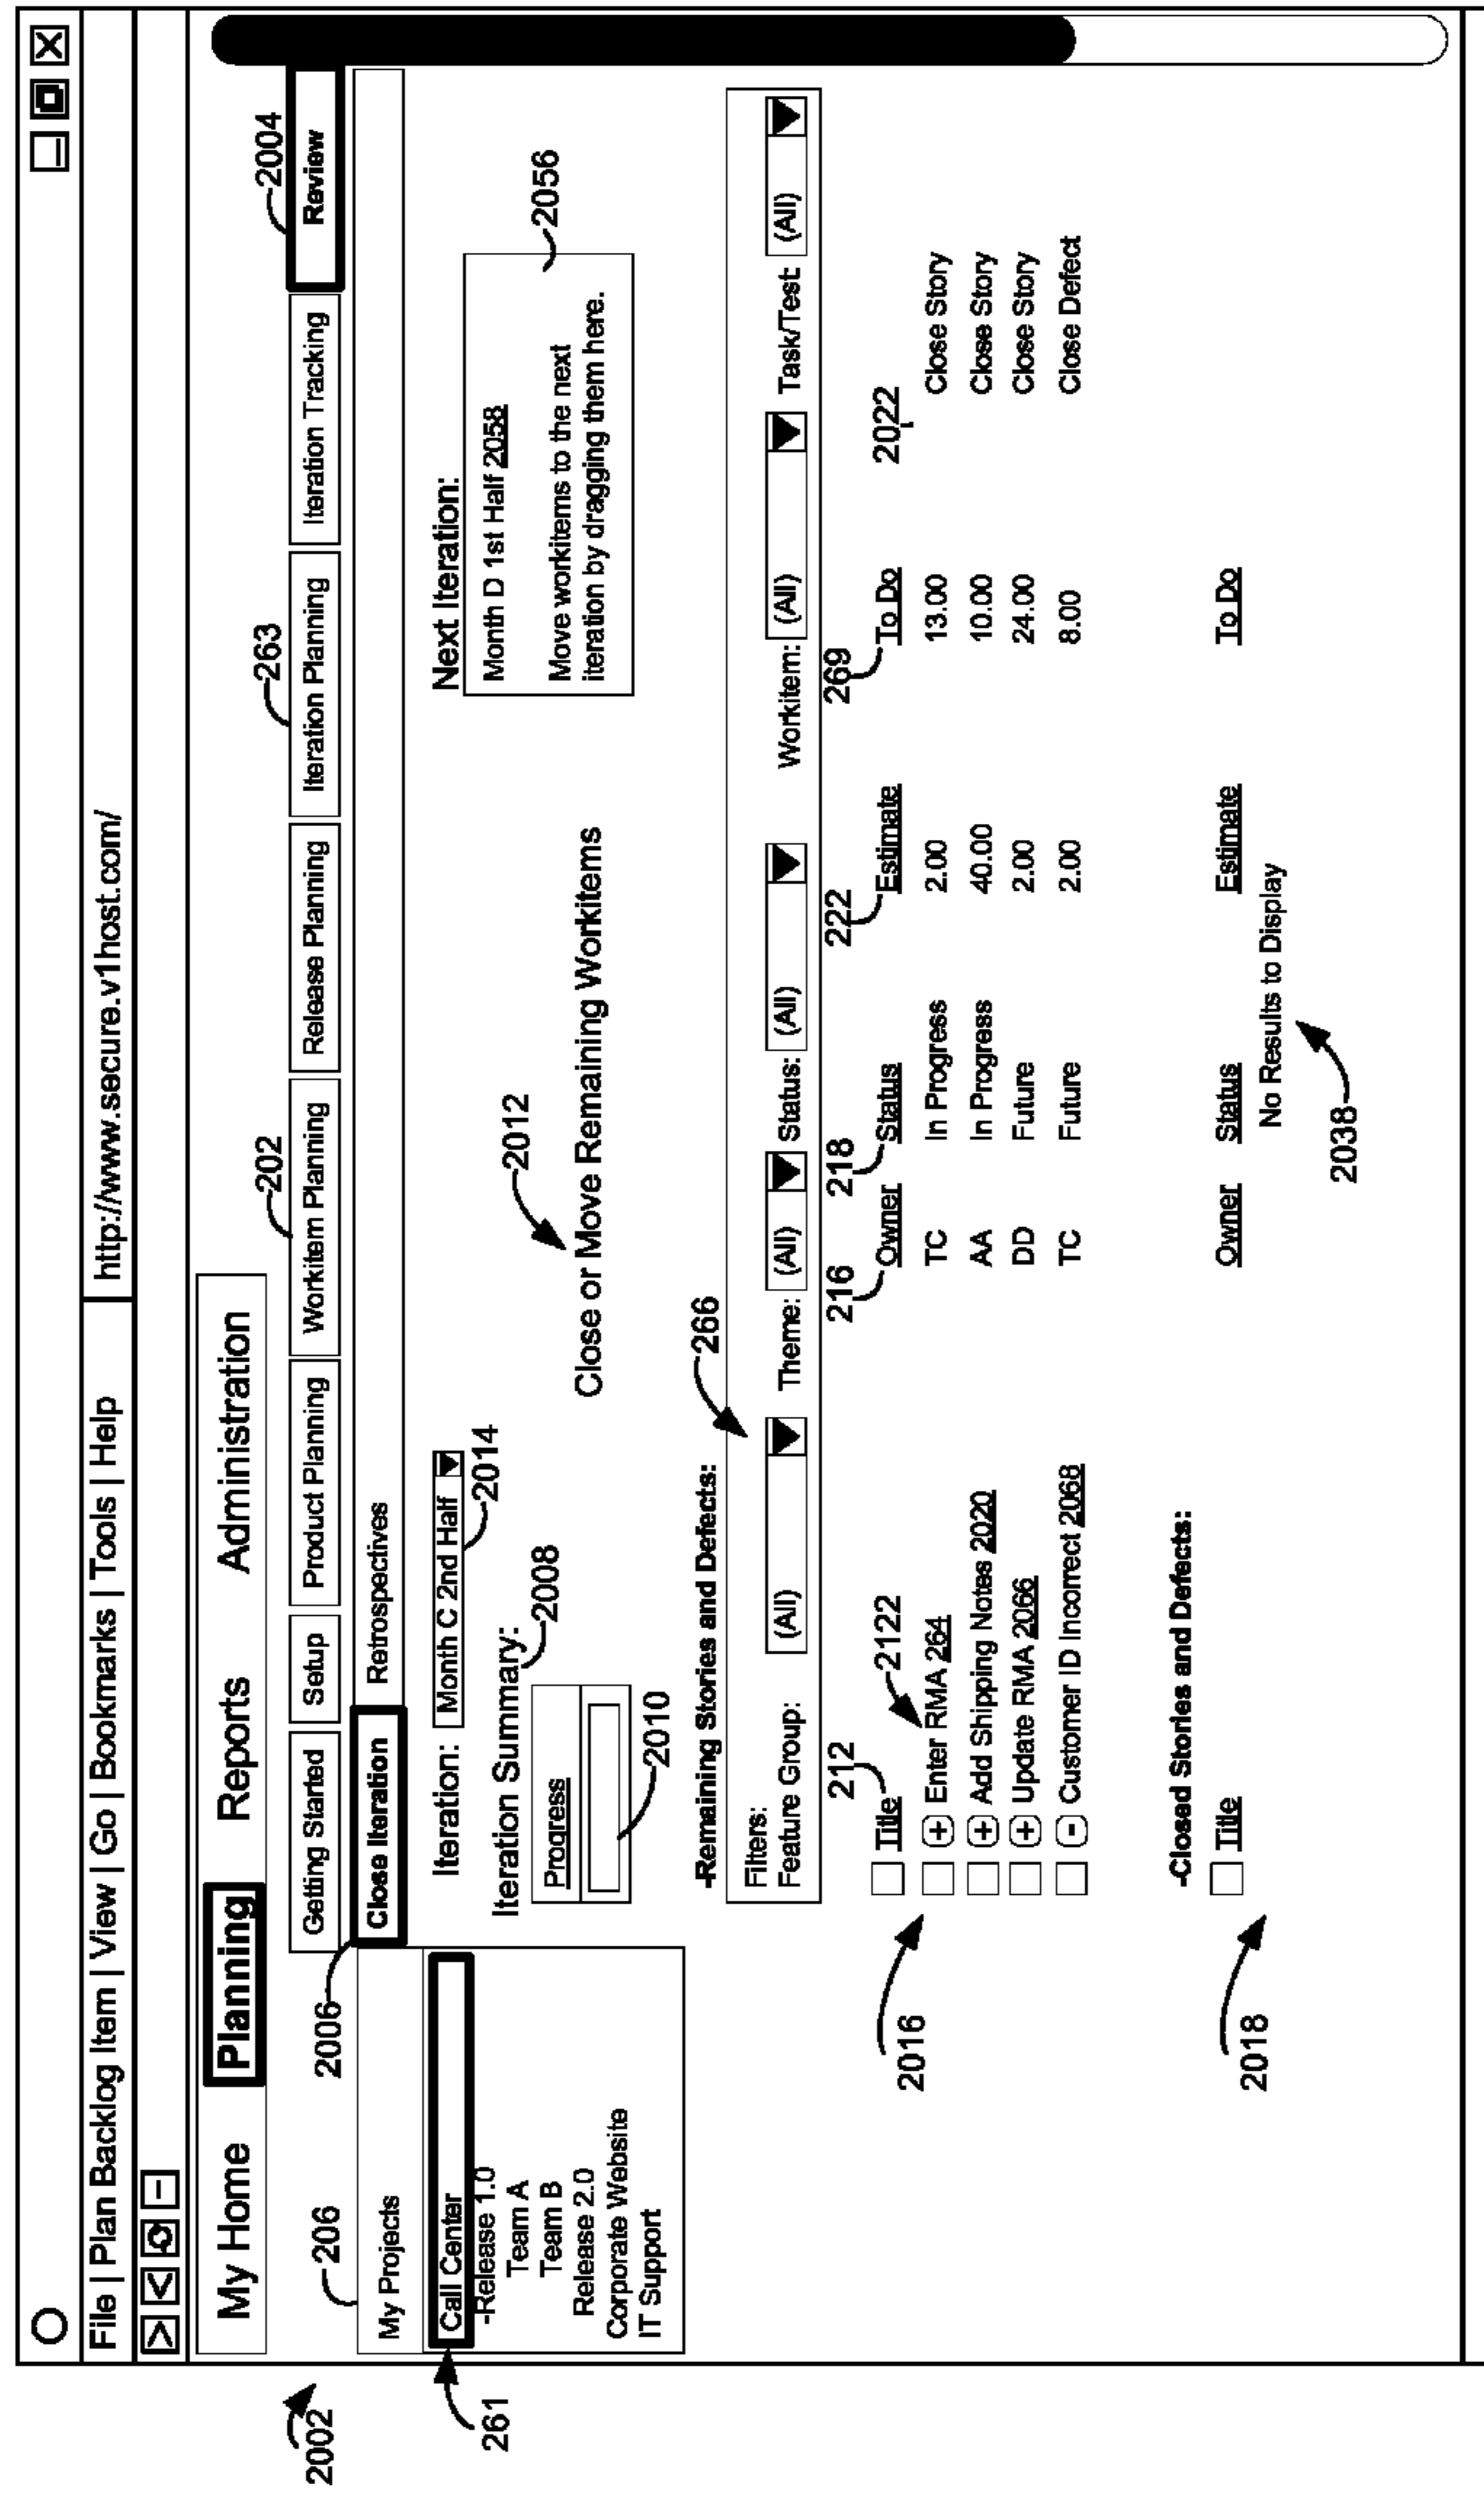 File | Plan Backlog Item | View | Go | Bookmarks | Tools | Help
http://www.secure.v1host.com/
My Home Planning Reports Administration
2002
206
2006
202
263
2004
Getting Started Setup Product Planning Workitem Planning Release Planning Iteration Planning Iteration Tracking Review
My Projects
Close Iteration Retrospectives
261
Call Center
-Release 1.0
Team A
Team B
Release 2.0
Corporate Website
IT Support
Iteration: Month C 2nd Half
2014
Iteration Summary:
2008
Progress
2010
2012
Close or Move Remaining Workitems
Next Iteration:
Month D 1st Half 2058
Move workitems to the next
iteration by dragging them here.
2056
-Remaining Stories and Defects:
266
Filters:
Feature Group: (All) Theme: (All) Status: (All) Workitem: (All) Task/Test: (All)
212 2122 216 218 222 269 2022
Title Owner Status Estimate To Do
2016
+ Enter RMA 264 TC In Progress 2.00 13.00 Close Story
+ Add Shipping Notes 2020 AA In Progress 40.00 10.00 Close Story
+ Update RMA 2066 DD Future 2.00 24.00 Close Story
- Customer ID Incorrect 2068 TC Future 2.00 8.00 Close Defect
-Closed Stories and Defects:
Title Owner Status Estimate To Do
2018
No Results to Display
2038